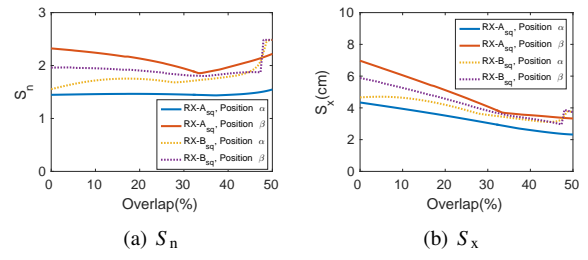 3
2
1
0
S_n
0 10 20 30 40 50
Overlap(%)
RX-A_sq, Position α
RX-A_sq, Position β
RX-B_sq, Position α
RX-B_sq, Position β
(a) S_n
10
8
6
4
2
0
S_x(cm)
0 10 20 30 40 50
Overlap(%)
RX-A_sq, Position α
RX-A_sq, Position β
RX-B_sq, Position α
RX-B_sq, Position β
(b) S_x